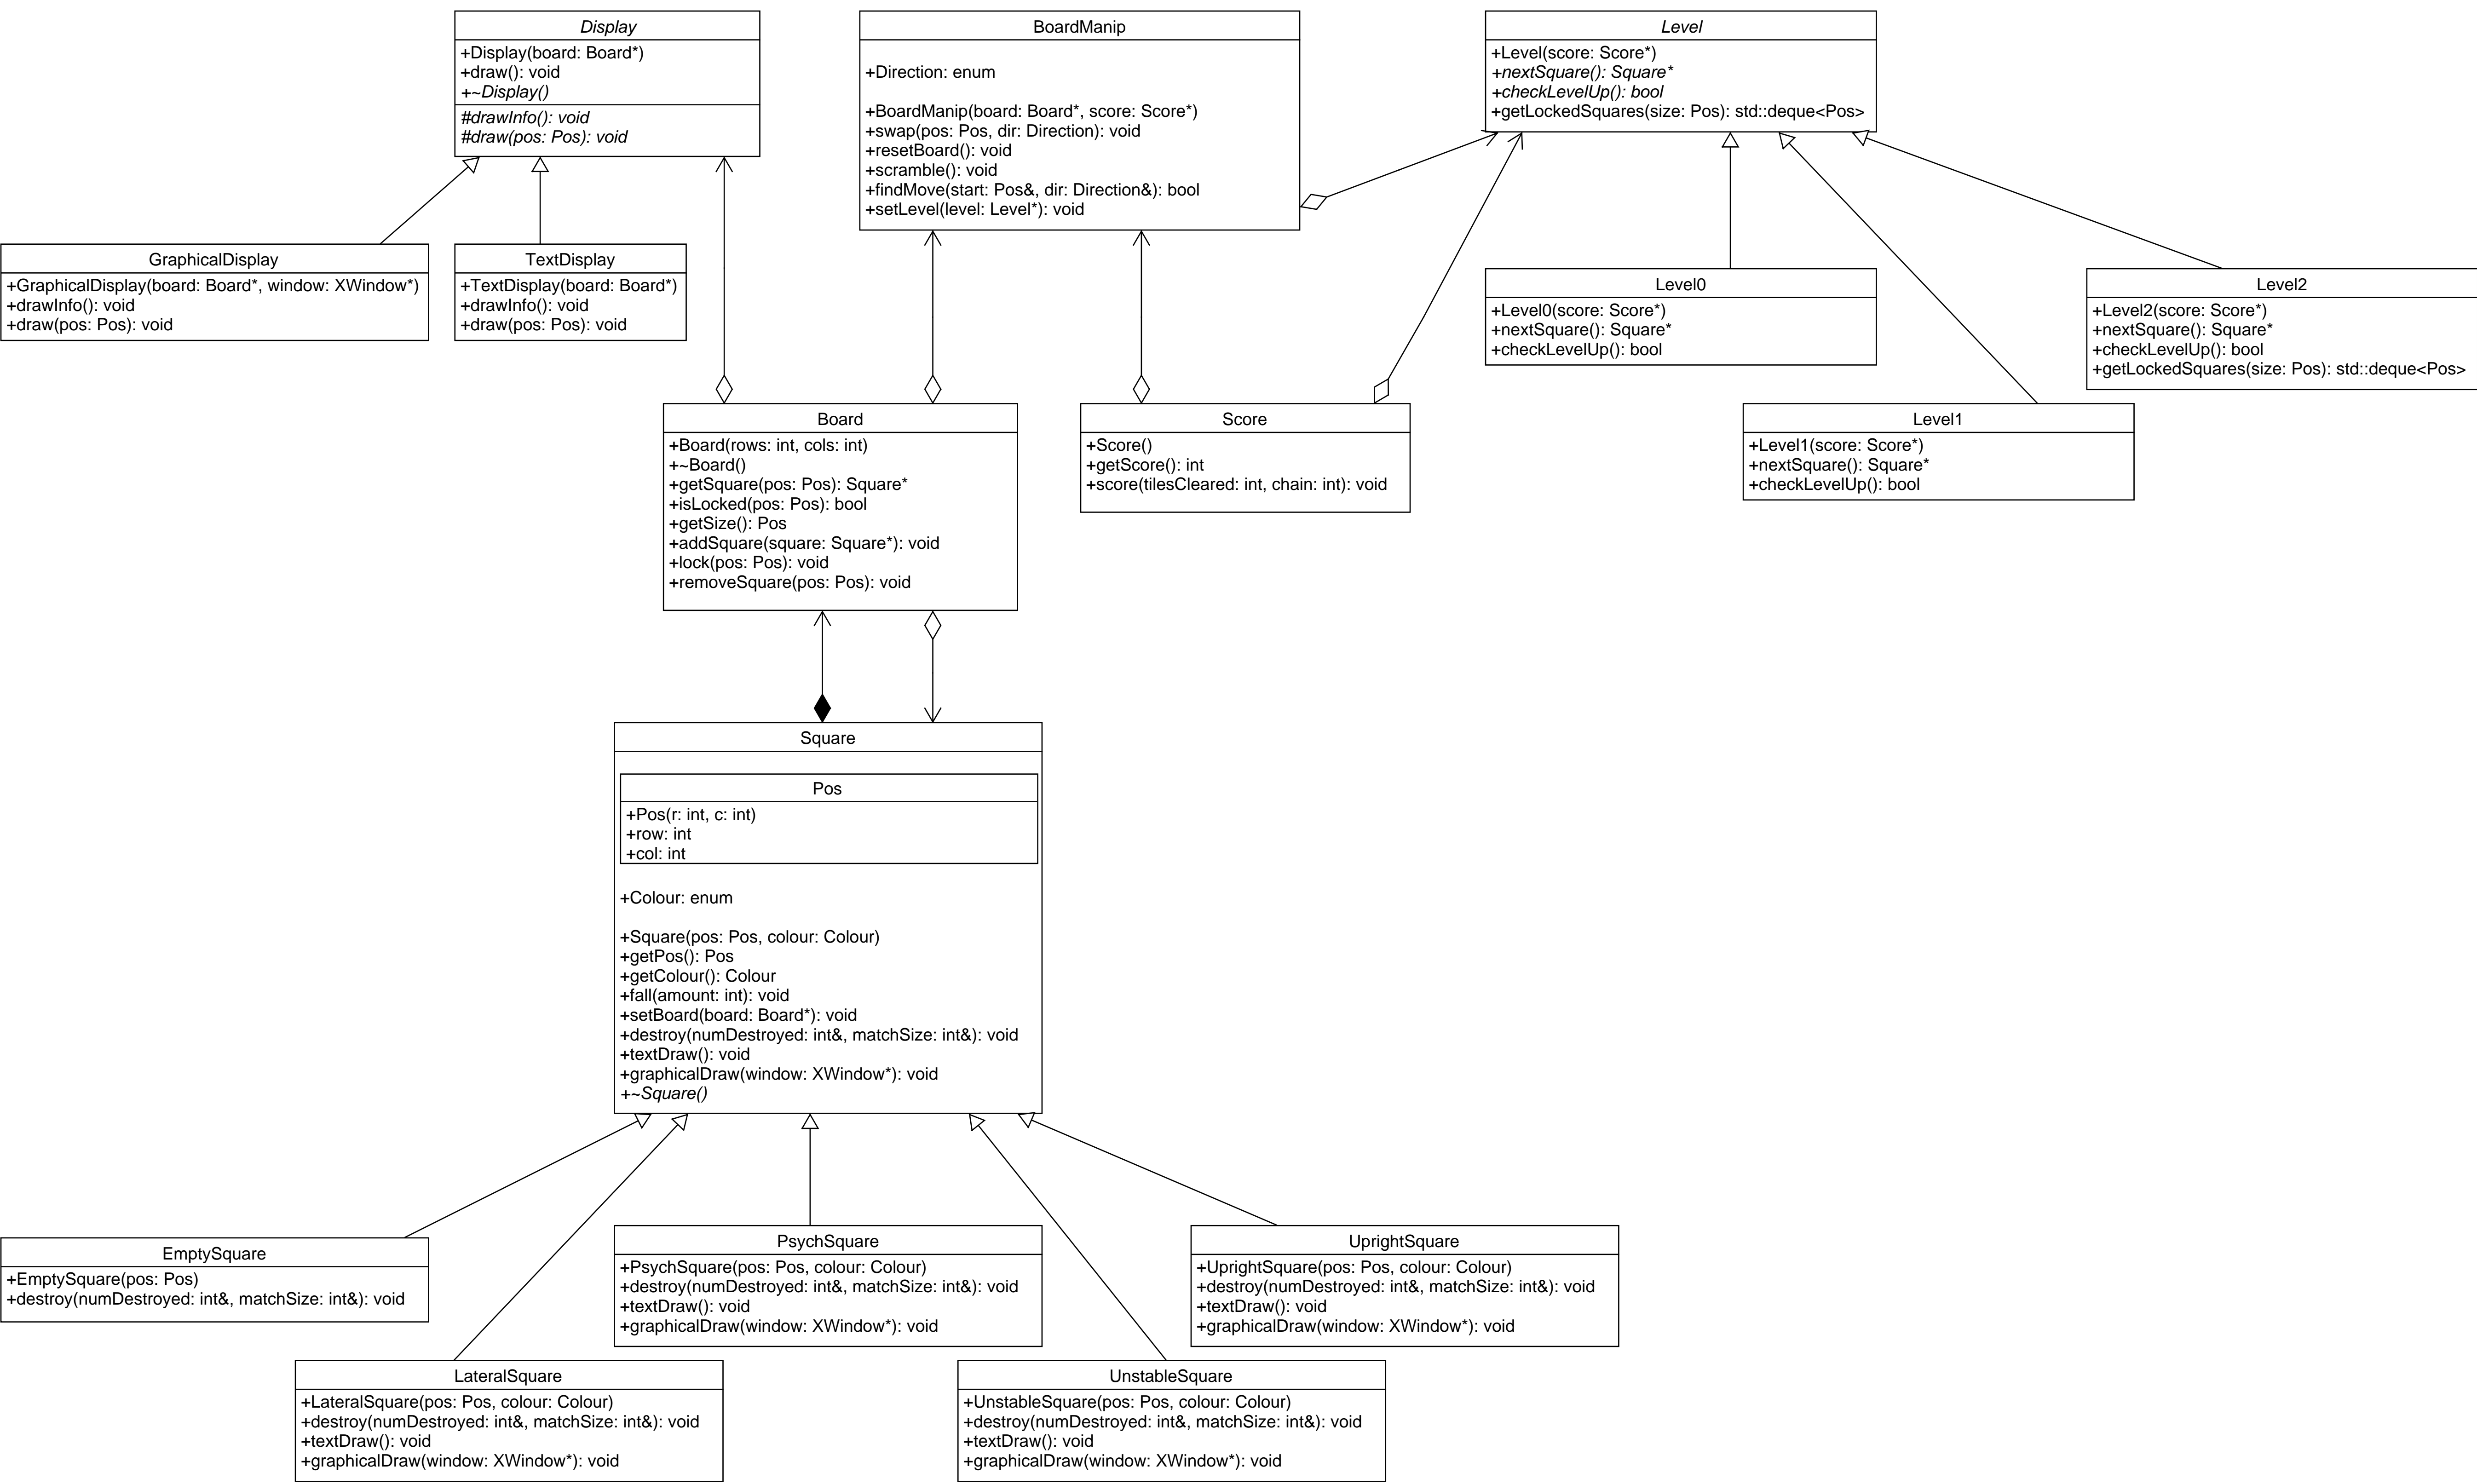 Display
+Display(board: Board*)
+draw(): void
+~Display()
#drawInfo(): void
#draw(pos: Pos): void
BoardManip
+Direction: enum
+BoardManip(board: Board*, score: Score*)
+swap(pos: Pos, dir: Direction): void
+resetBoard(): void
+scramble(): void
+findMove(start: Pos&, dir: Direction&): bool
+setLevel(level: Level*): void
Level
+Level(score: Score*)
+nextSquare(): Square*
+checkLevelUp(): bool
+getLockedSquares(size: Pos): std::deque<Pos>
GraphicalDisplay
+GraphicalDisplay(board: Board*, window: XWindow*)
+drawInfo(): void
+draw(pos: Pos): void
TextDisplay
+TextDisplay(board: Board*)
+drawInfo(): void
+draw(pos: Pos): void
Level0
+Level0(score: Score*)
+nextSquare(): Square*
+checkLevelUp(): bool
Level2
+Level2(score: Score*)
+nextSquare(): Square*
+checkLevelUp(): bool
+getLockedSquares(size: Pos): std::deque<Pos>
Board
+Board(rows: int, cols: int)
+~Board()
+getSquare(pos: Pos): Square*
+isLocked(pos: Pos): bool
+getSize(): Pos
+addSquare(square: Square*): void
+lock(pos: Pos): void
+removeSquare(pos: Pos): void
Score
+Score()
+getScore(): int
+score(tilesCleared: int, chain: int): void
Level1
+Level1(score: Score*)
+nextSquare(): Square*
+checkLevelUp(): bool
Square
Pos
+Pos(r: int, c: int)
+row: int
+col: int
+Colour: enum
+Square(pos: Pos, colour: Colour)
+getPos(): Pos
+getColour(): Colour
+fall(amount: int): void
+setBoard(board: Board*): void
+destroy(numDestroyed: int&, matchSize: int&): void
+textDraw(): void
+graphicalDraw(window: XWindow*): void
+~Square()
EmptySquare
+EmptySquare(pos: Pos)
+destroy(numDestroyed: int&, matchSize: int&): void
PsychSquare
+PsychSquare(pos: Pos, colour: Colour)
+destroy(numDestroyed: int&, matchSize: int&): void
+textDraw(): void
+graphicalDraw(window: XWindow*): void
UprightSquare
+UprightSquare(pos: Pos, colour: Colour)
+destroy(numDestroyed: int&, matchSize: int&): void
+textDraw(): void
+graphicalDraw(window: XWindow*): void
LateralSquare
+LateralSquare(pos: Pos, colour: Colour)
+destroy(numDestroyed: int&, matchSize: int&): void
+textDraw(): void
+graphicalDraw(window: XWindow*): void
UnstableSquare
+UnstableSquare(pos: Pos, colour: Colour)
+destroy(numDestroyed: int&, matchSize: int&): void
+textDraw(): void
+graphicalDraw(window: XWindow*): void